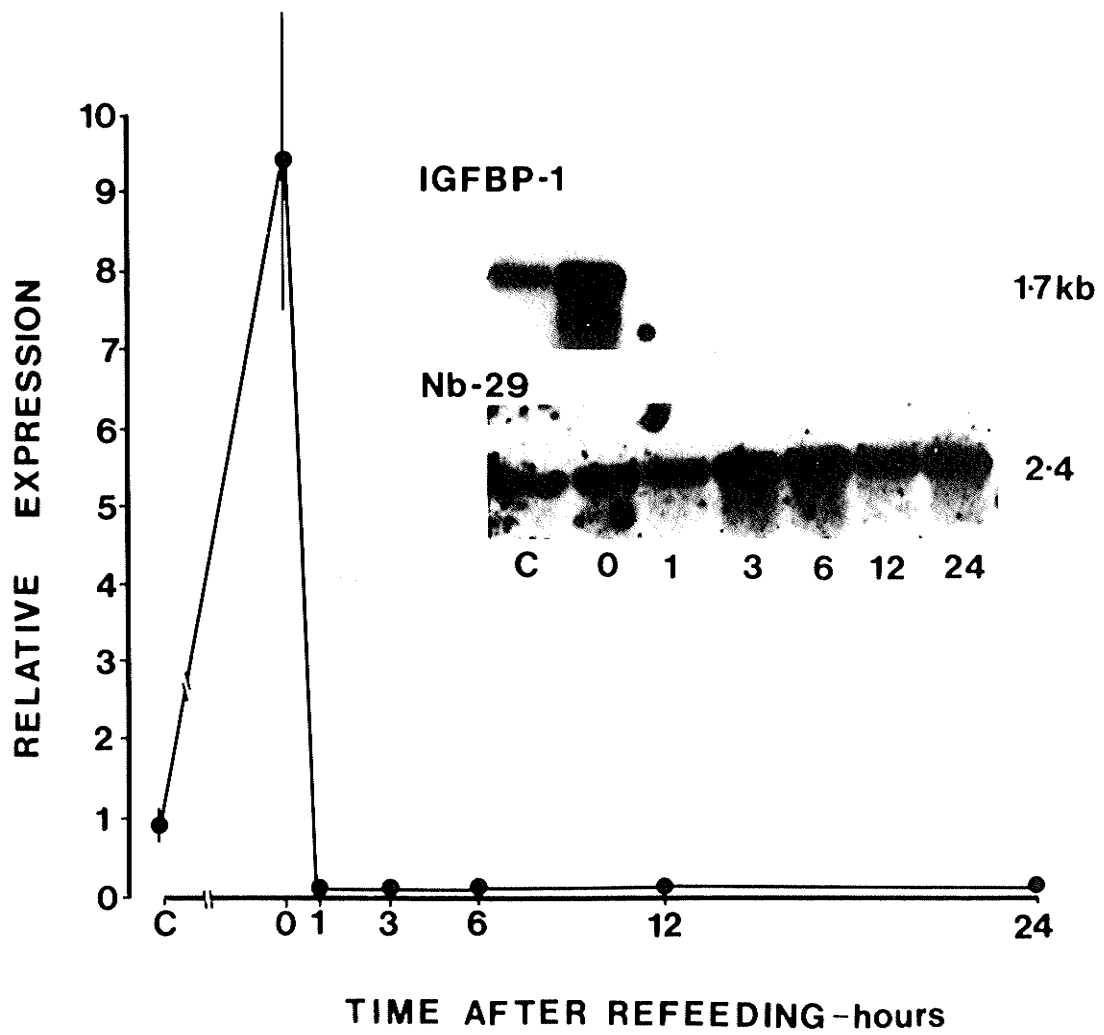 10
9
8
7
6
5
4
3
2
1
0
RELATIVE EXPRESSION
IGFBP-1
1·7kb
Nb-29
2·4
C 0 1 3 6 12 24
C 0 1 3 6 12 24
TIME AFTER REFEEDING-hours